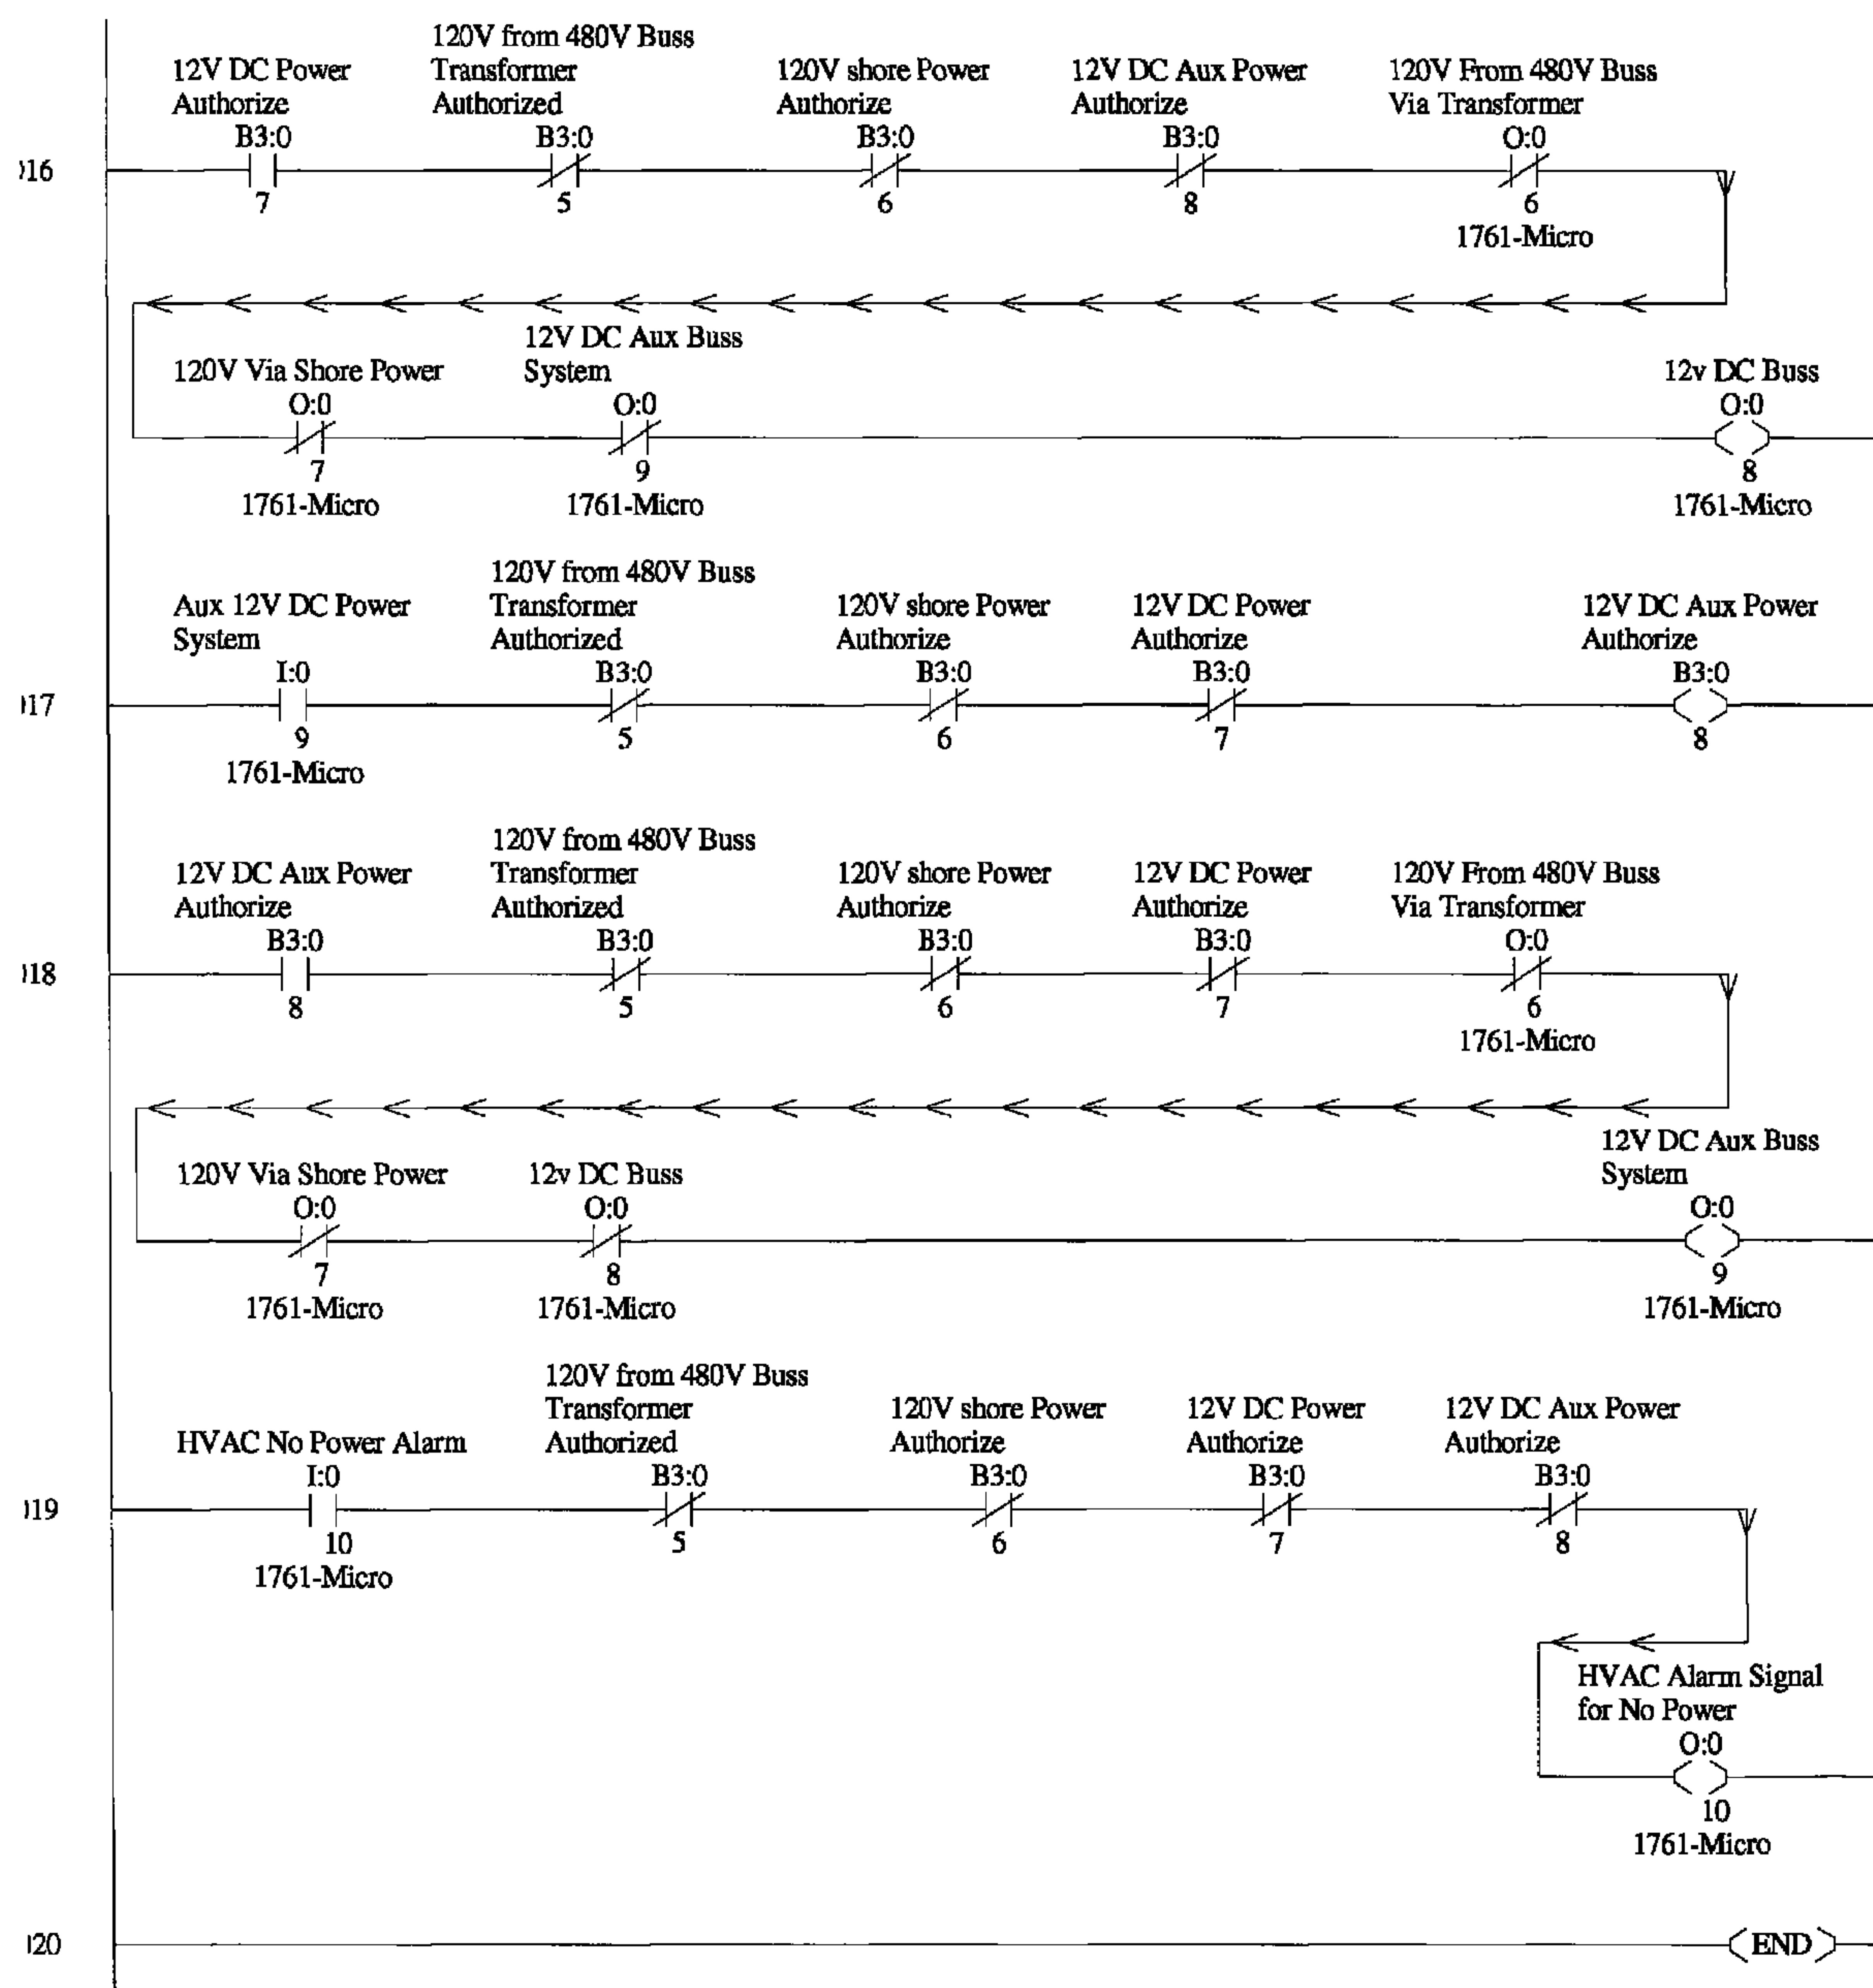 12V DC Power
Authorize
B3:0
7
120V from 480V Buss
Transformer
Authorized
B3:0
5
120V shore Power
Authorize
B3:0
6
12V DC Aux Power
Authorize
B3:0
8
120V From 480V Buss
Via Transformer
O:0
6
1761-Micro
016
120V Via Shore Power
O:0
7
1761-Micro
12V DC Aux Buss
System
O:0
9
1761-Micro
12v DC Buss
O:0
8
1761-Micro
017
Aux 12V DC Power
System
I:0
9
1761-Micro
120V from 480V Buss
Transformer
Authorized
B3:0
5
120V shore Power
Authorize
B3:0
6
12V DC Power
Authorize
B3:0
7
12V DC Aux Power
Authorize
B3:0
8
018
12V DC Aux Power
Authorize
B3:0
8
120V from 480V Buss
Transformer
Authorized
B3:0
5
120V shore Power
Authorize
B3:0
6
12V DC Power
Authorize
B3:0
7
120V From 480V Buss
Via Transformer
O:0
6
1761-Micro
120V Via Shore Power
O:0
7
1761-Micro
12v DC Buss
O:0
8
1761-Micro
12V DC Aux Buss
System
O:0
9
1761-Micro
019
HVAC No Power Alarm
I:0
10
1761-Micro
120V from 480V Buss
Transformer
Authorized
B3:0
5
120V shore Power
Authorize
B3:0
6
12V DC Power
Authorize
B3:0
7
12V DC Aux Power
Authorize
B3:0
8
HVAC Alarm Signal
for No Power
O:0
10
1761-Micro
020
END